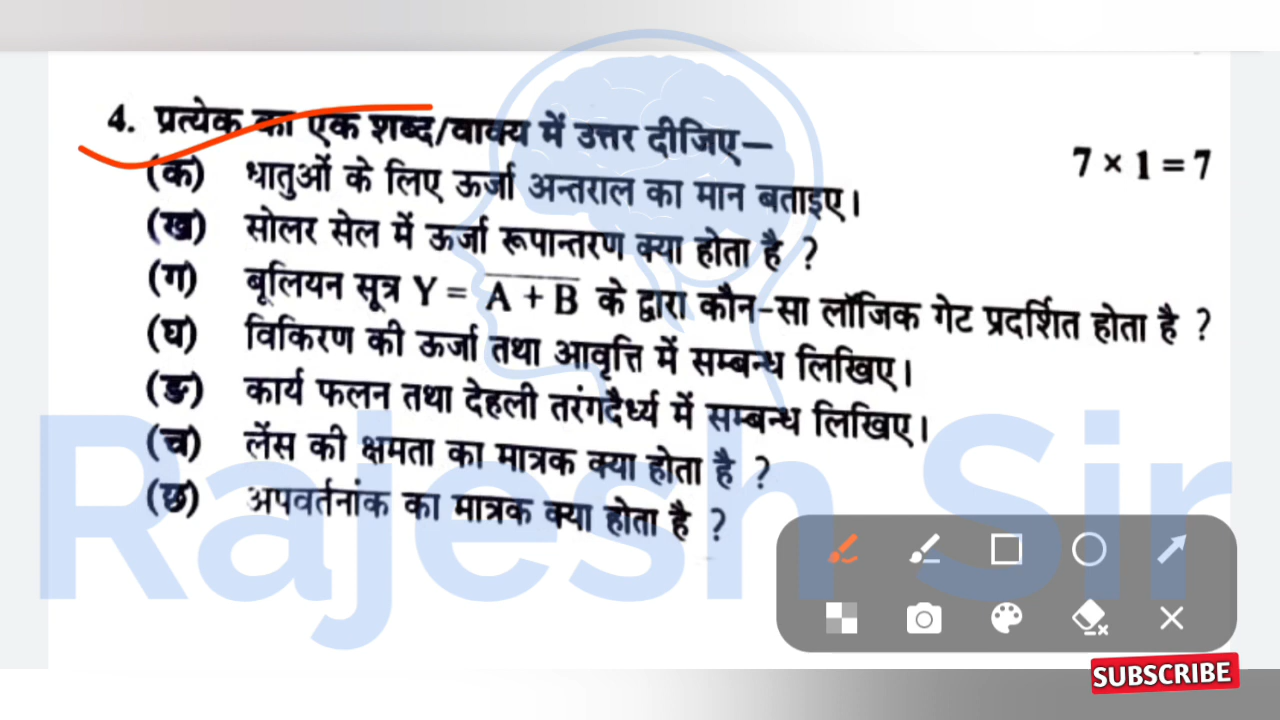 4. प्रत्येक का एक शब्द/वाक्य में उत्तर दीजिए—
7 × 1 = 7
(क) धातुओं के लिए ऊर्जा अन्तराल का मान बताइए।
(ख) सोलर सेल में ऊर्जा रूपान्तरण क्या होता है ?
(ग) बूलियन सूत्र Y = A + B के द्वारा कौन-सा लॉजिक गेट प्रदर्शित होता है ?
(घ) विकिरण की ऊर्जा तथा आवृत्ति में सम्बन्ध लिखिए।
(ङ) कार्य फलन तथा देहली तरंगदैर्ध्य में सम्बन्ध लिखिए।
(च) लेंस की क्षमता का मात्रक क्या होता है ?
(छ) अपवर्तनांक का मात्रक क्या होता है ?
Rajesh Sir
SUBSCRIBE